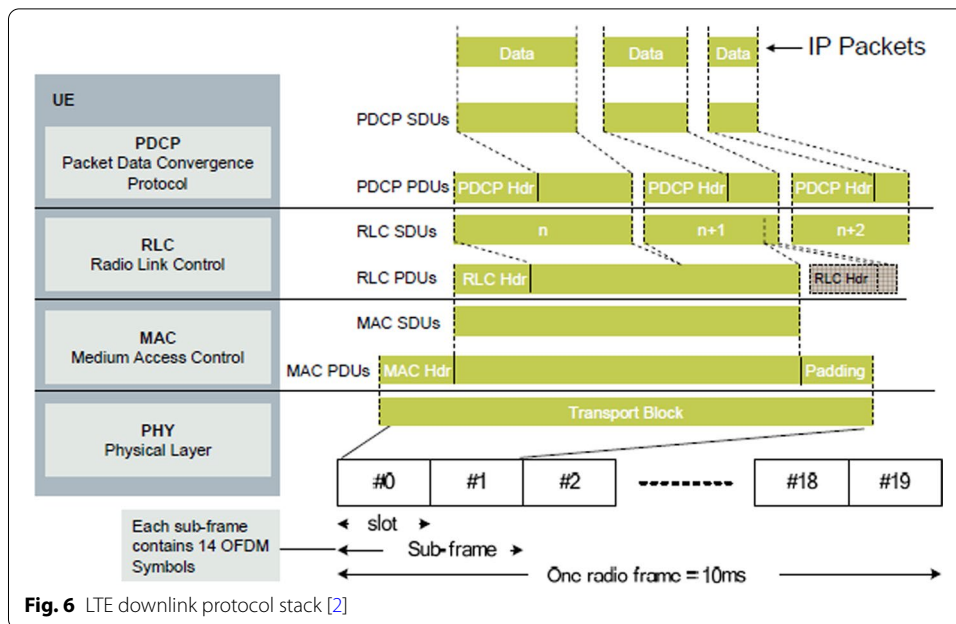 Data Data Data IP Packets
UE
PDCP SDUs
PDCP
Packet Data Convergence
Protocol
PDCP PDUs PDCP Hdr PDCP Hdr PDCP Hdr
RLC SDUs n n+1 n+2
RLC
Radio Link Control
RLC PDUs RLC Hdr RLC Hdr
MAC SDUs
MAC
Medium Access Control
MAC PDUs MAC Hdr Padding
Transport Block
PHY
Physical Layer
#0 #1 #2 #18 #19
slot
Each sub-frame
contains 14 OFDM
Symbols
Sub-frame
One radio frame = 10ms
Fig. 6 LTE downlink protocol stack [2]